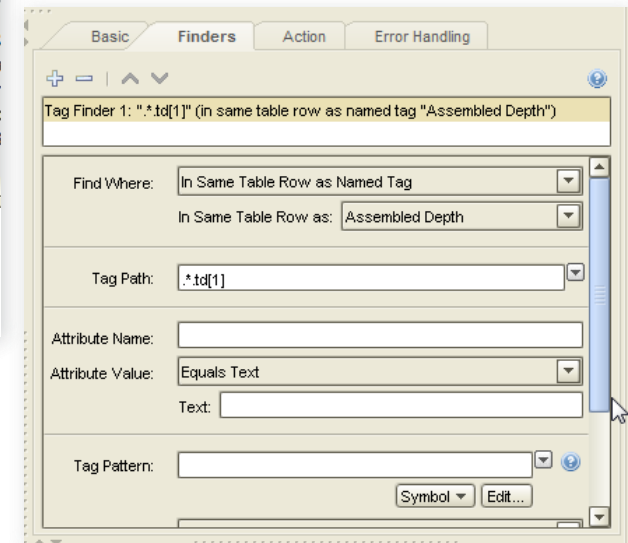 Basic Finders Action Error Handling
Tag Finder 1: ".*.td[1]" (in same table row as named tag "Assembled Depth")
Find Where: In Same Table Row as Named Tag
In Same Table Row as: Assembled Depth
Tag Path: .*.td[1]
Attribute Name:
Attribute Value: Equals Text
Text:
Tag Pattern:
Symbol Edit...